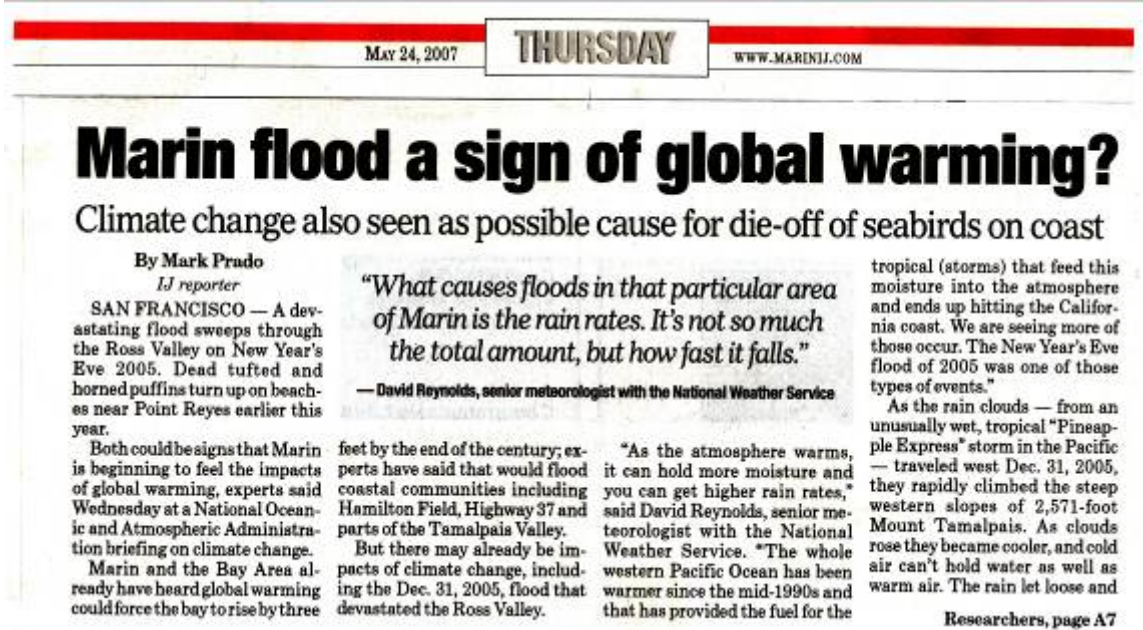 MAY 24, 2007
THURSDAY
WWW.MARINIJ.COM
Marin flood a sign of global warming?
Climate change also seen as possible cause for die-off of seabirds on coast
By Mark Prado
IJ reporter
SAN FRANCISCO — A dev-
astating flood sweeps through
the Ross Valley on New Year's
Eve 2005. Dead tufted and
horned puffins turn up on beach-
es near Point Reyes earlier this
year.
Both could be signs that Marin
is beginning to feel the impacts
of global warming, experts said
Wednesday at a National Ocean-
ic and Atmospheric Administra-
tion briefing on climate change.
Marin and the Bay Area al-
ready have heard global warming
could force the bay to rise by three
"What causes floods in that particular area
of Marin is the rain rates. It's not so much
the total amount, but how fast it falls."
— David Reynolds, senior meteorologist with the National Weather Service
feet by the end of the century; ex-
perts have said that would flood
coastal communities including
Hamilton Field, Highway 37 and
parts of the Tamalpais Valley.
But there may already be im-
pacts of climate change, includ-
ing the Dec. 31, 2005, flood that
devastated the Ross Valley.
"As the atmosphere warms,
it can hold more moisture and
you can get higher rain rates,"
said David Reynolds, senior me-
teorologist with the National
Weather Service. "The whole
western Pacific Ocean has been
warmer since the mid-1990s and
that has provided the fuel for the
tropical (storms) that feed this
moisture into the atmosphere
and ends up hitting the Califor-
nia coast. We are seeing more of
those occur. The New Year's Eve
flood of 2005 was one of those
types of events."
As the rain clouds — from an
unusually wet, tropical "Pineap-
ple Express" storm in the Pacific
— traveled west Dec. 31, 2005,
they rapidly climbed the steep
western slopes of 2,571-foot
Mount Tamalpais. As clouds
rose they became cooler, and cold
air can't hold water as well as
warm air. The rain let loose and
Researchers, page A7